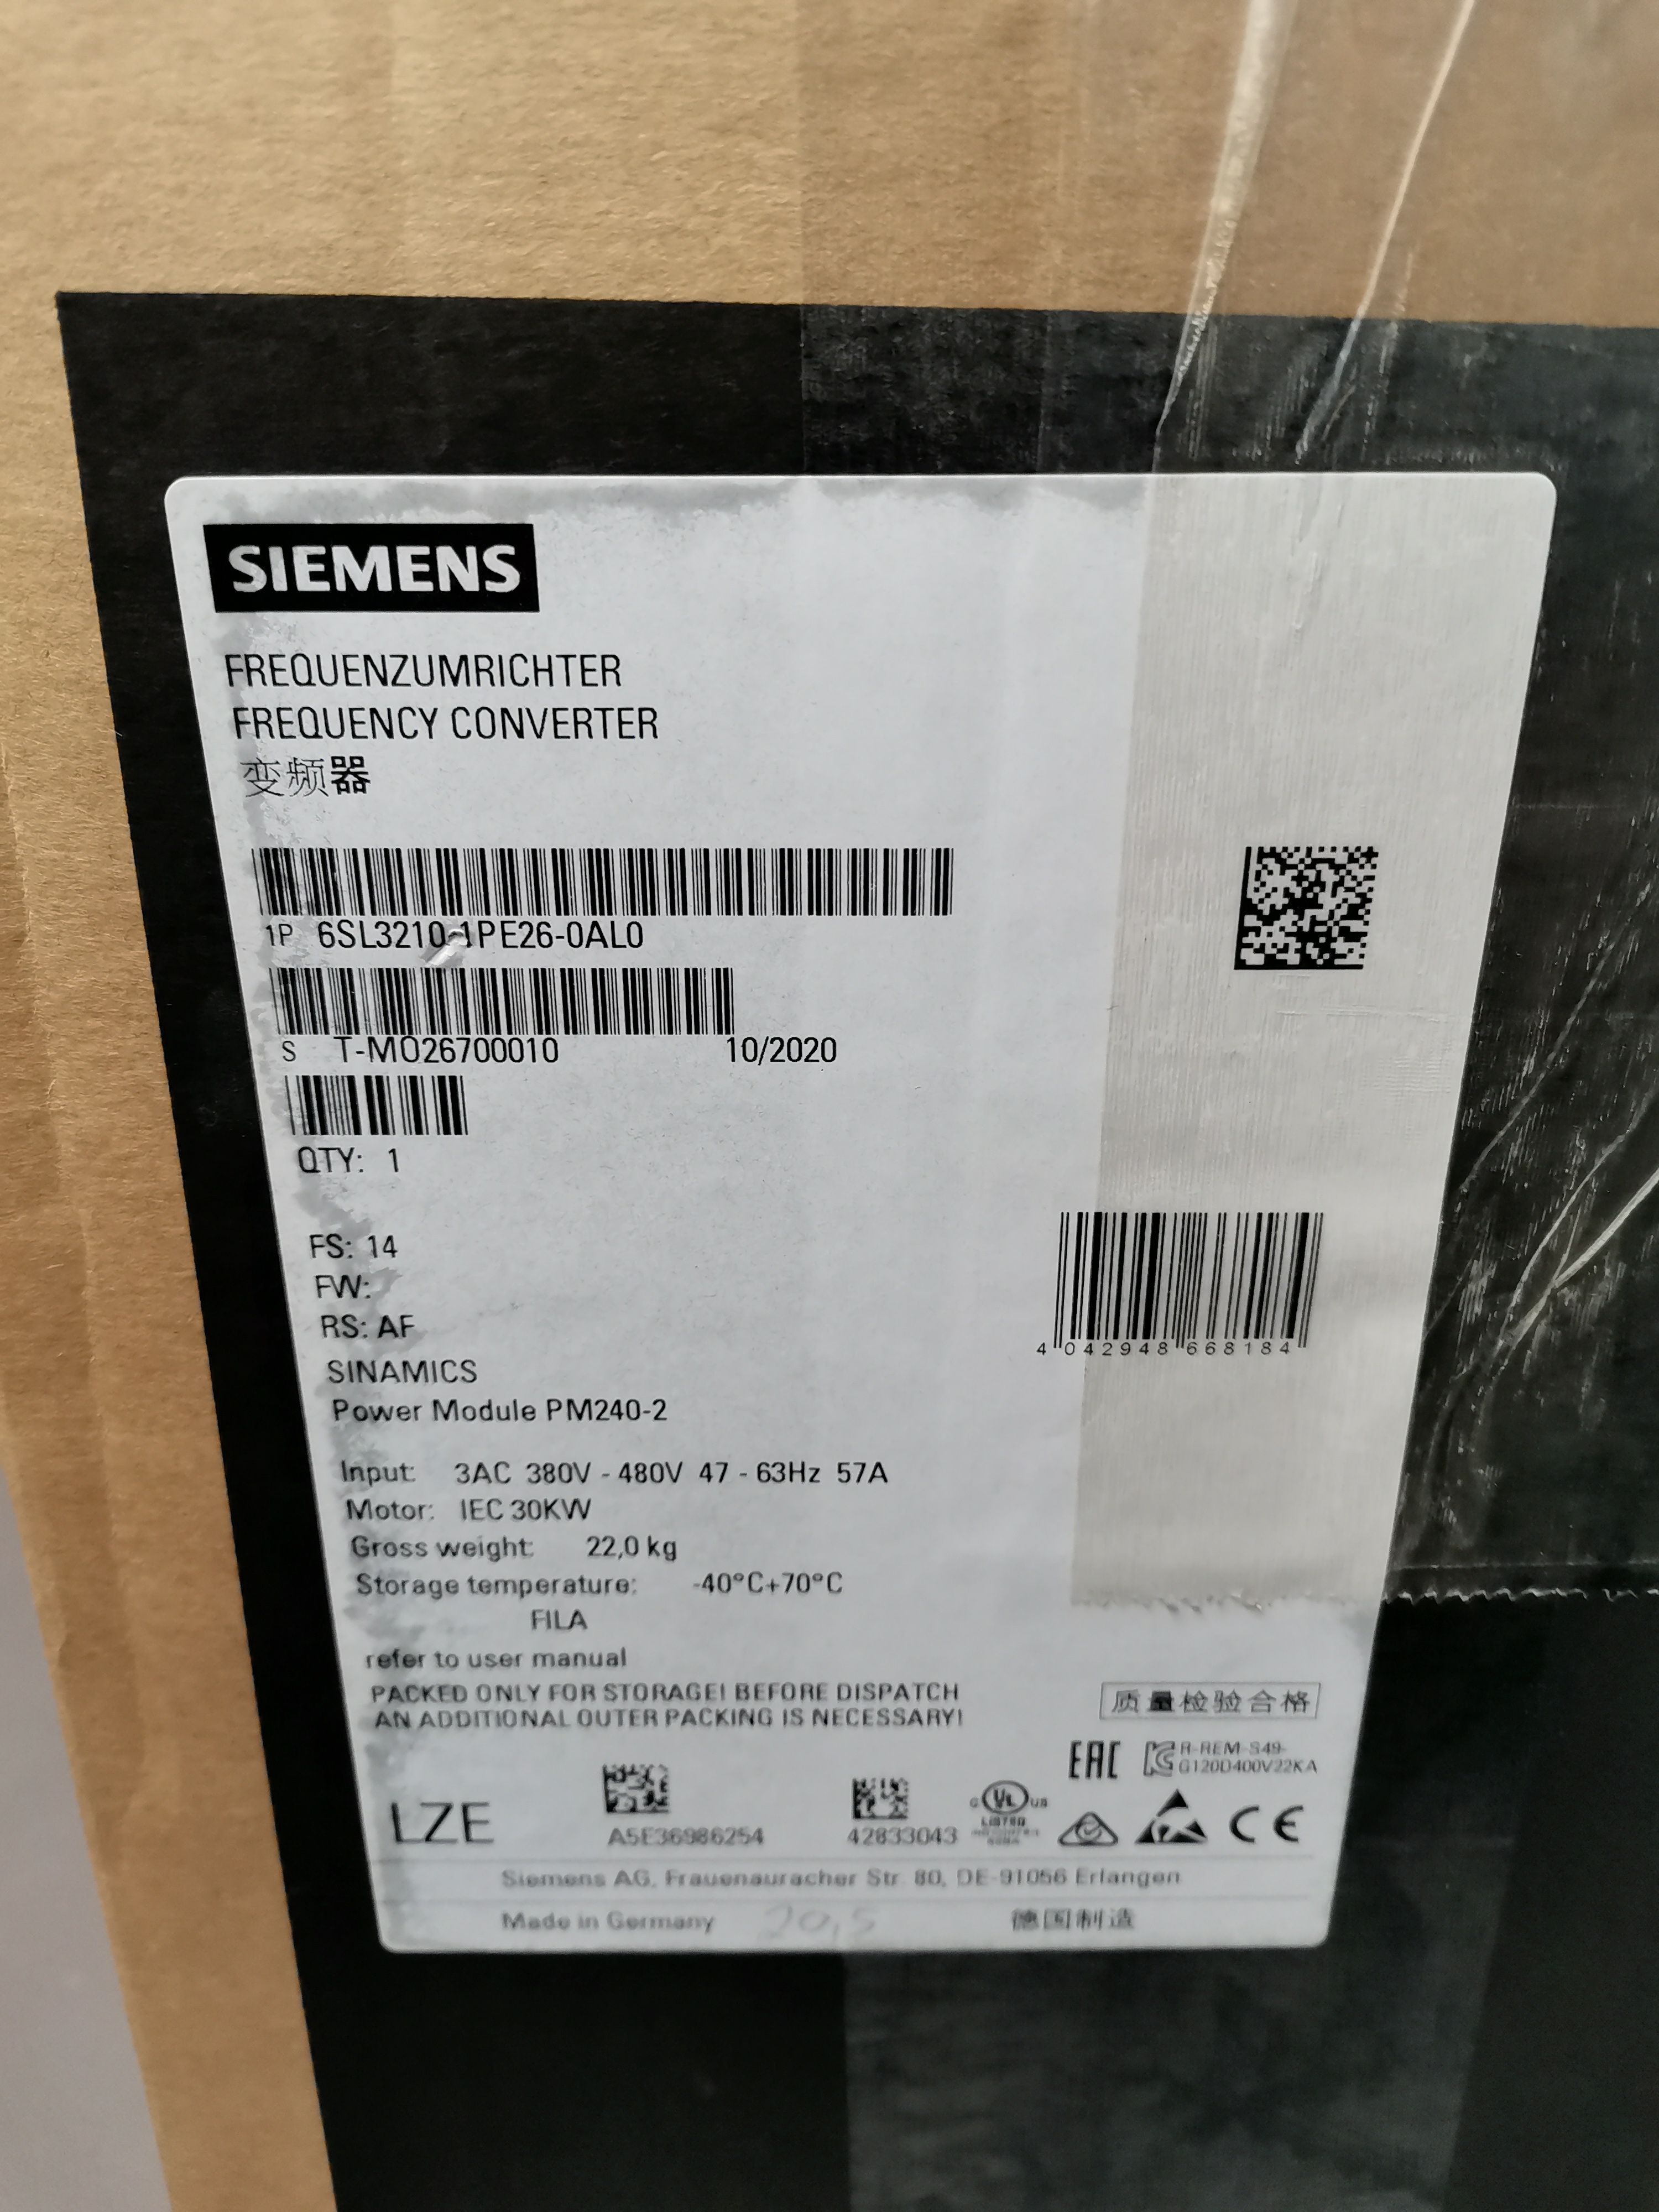 SIEMENS
FREQUENZUMRICHTER
FREQUENCY CONVERTER
变频器
1P 6SL3210-1PE26-0AL0
S T-MO26700010 10/2020
QTY: 1
FS: 14
FW:
RS: AF
4 042948 668184
SINAMICS
Power Module PM240-2
Input: 3AC 380V - 480V 47 - 63Hz 57A
Motor: IEC 30KW
Gross weight: 22,0 kg
Storage temperature: -40°C+70°C
FILA
refer to user manual
PACKED ONLY FOR STORAGE! BEFORE DISPATCH
AN ADDITIONAL OUTER PACKING IS NECESSARY!
质量检验合格
EAC R-REM-S49-
G120D400V22KA
LZE
A5E36986254
42833043
C UL US
LISTED
CE
Siemens AG, Frauenauracher Str. 80, DE-91056 Erlangen
Made in Germany 20,5 德国制造